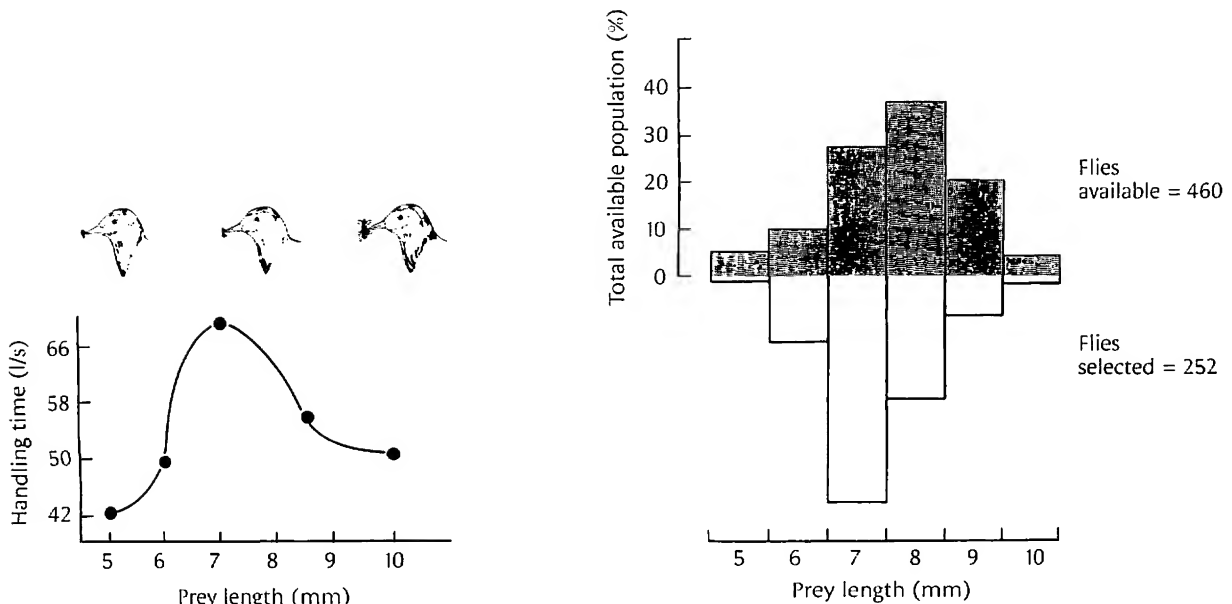 Handling time (l/s)
66
58
50
42
5 6 7 8 9 10
Prey length (mm)
Total available population (%)
40
30
20
10
0
Flies
available = 460
Flies
selected = 252
5 6 7 8 9 10
Prey length (mm)